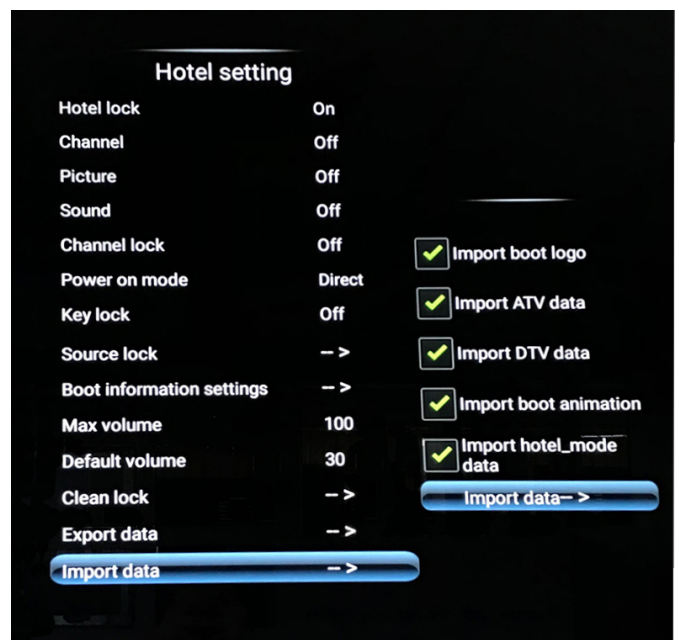 Hotel setting
Hotel lock On
Channel Off
Picture Off
Sound Off
Channel lock Off
Power on mode Direct
Key lock Off
Source lock -- >
Boot information settings -- >
Max volume 100
Default volume 30
Clean lock -- >
Export data -- >
Import data -- >
Import boot logo
Import ATV data
Import DTV data
Import boot animation
Import hotel_mode
data
Import data-- >